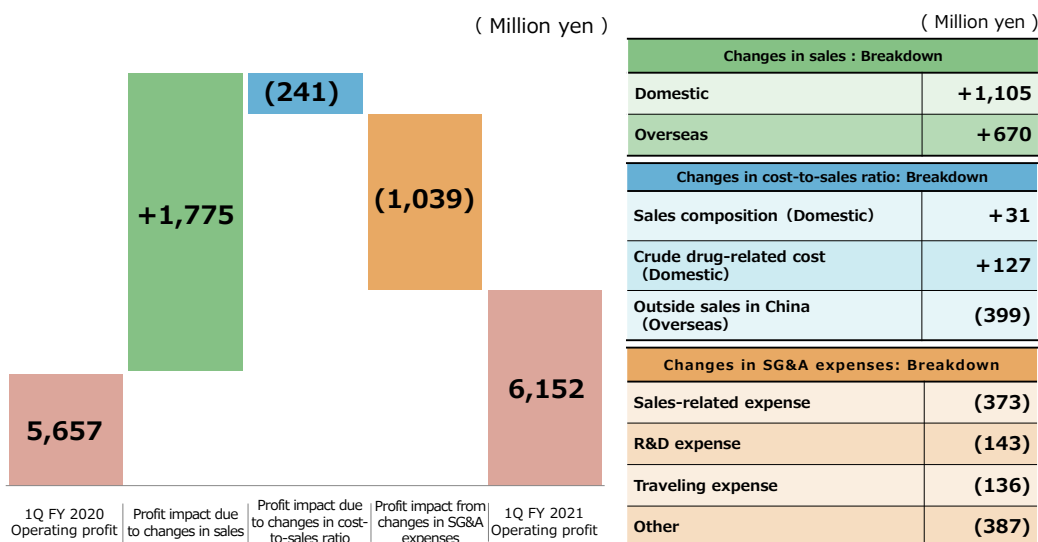 ( Million yen )
+1,775
(241)
(1,039)
5,657
6,152
1Q FY 2020
Operating profit
Profit impact due
to changes in sales
Profit impact due
to changes in cost-
to-sales ratio
Profit impact from
changes in SG&A
expenses
1Q FY 2021
Operating profit
( Million yen )
Changes in sales : Breakdown
Domestic +1,105
Overseas +670
Changes in cost-to-sales ratio: Breakdown
Sales composition（Domestic） +31
Crude drug-related cost
（Domestic） +127
Outside sales in China
（Overseas） (399)
Changes in SG&A expenses: Breakdown
Sales-related expense (373)
R&D expense (143)
Traveling expense (136)
Other (387)